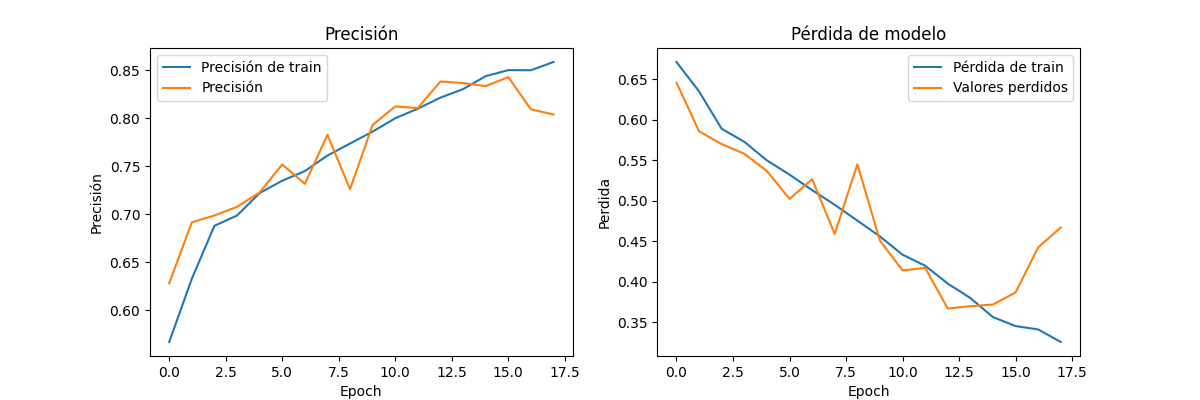 Precisión
Precisión de train
Precisión
0.85
0.80
0.75
0.70
0.65
0.60
Precisión
0.0 2.5 5.0 7.5 10.0 12.5 15.0 17.5
Epoch
Pérdida de modelo
Pérdida de train
Valores perdidos
0.65
0.60
0.55
0.50
0.45
0.40
0.35
Perdida
0.0 2.5 5.0 7.5 10.0 12.5 15.0 17.5
Epoch